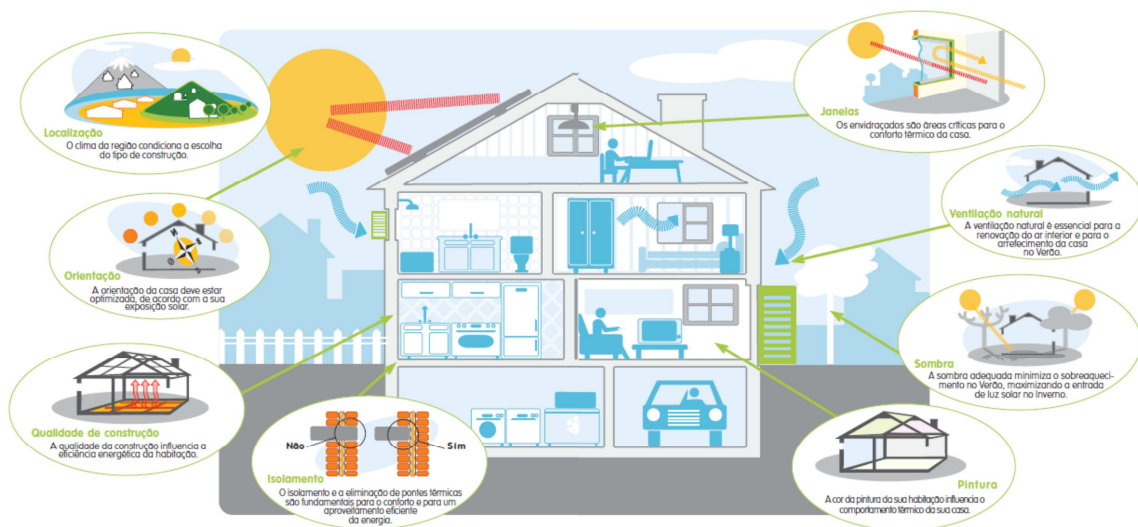 Localização
O clima da região condiciona a escolha
do tipo de construção.
Orientação
A orientação da casa deve estar
optimizada, de acordo com a sua
exposição solar.
Qualidade de construção
A qualidade da construção influencia a
eficiência energética da habitação.
Não
Sim
Isolamento
O isolamento e a eliminação de pontes térmicas
são fundamentais para o conforto e para um
aproveitamento eficiente
da energia.
Janelas
Os envidraçados são áreas críticas para o
conforto térmico da casa.
Ventilação natural
A ventilação natural é essencial para a
renovação do ar interior e para o
arrefecimento da casa
no Verão.
Sombra
A sombra adequada minimiza o sobreaqueci-
mento no Verão, maximizando a entrada
de luz solar no Inverno.
Pintura
A cor da pintura da sua habitação influencia o
comportamento térmico da sua casa.